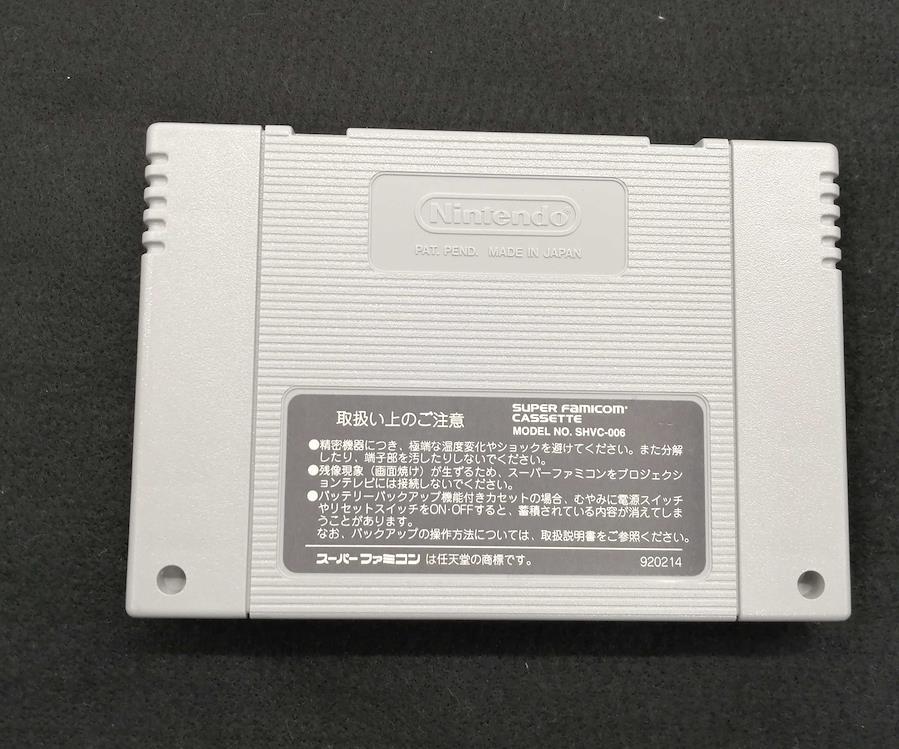 Nintendo®
PAT. PEND. MADE IN JAPAN
取扱い上のご注意
SUPER FAMICOM
CASSETTE
MODEL NO. SHVC-006
●精密機器につき、極端な温度変化やショックを避けてください。また分解
したり、端子部を汚したりしないでください。
●残像現象（画面焼け）が生ずるため、スーパーファミコンをプロジェクシ
ョンテレビには接続しないでください。
●バッテリーバックアップ機能付きカセットの場合、むやみに電源スイッチ
やリセットスイッチをON・OFFすると、蓄積されている内容が消えてしま
うことがあります。
なお、バックアップの操作方法については、取扱説明書をご参照ください。
スーパーファミコン は任天堂の商標です。
920214